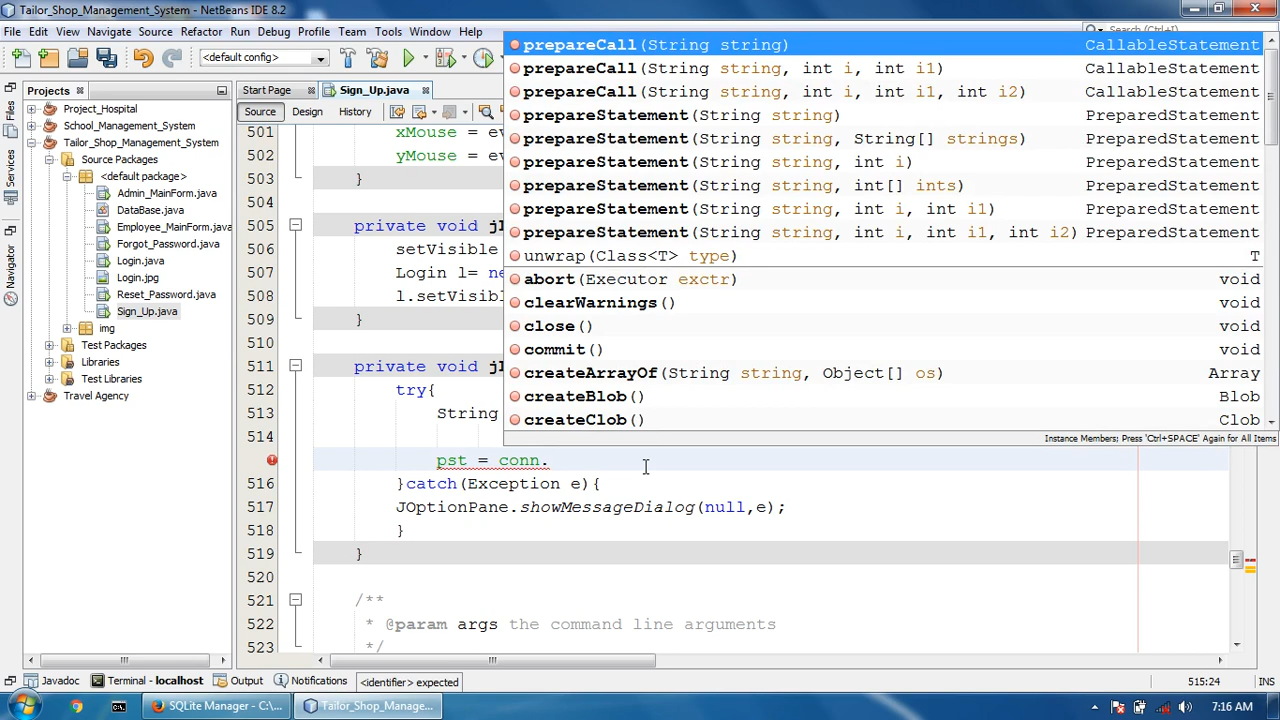 Tailor_Shop_Management_System - NetBeans IDE 8.2
File Edit View Navigate Source Refactor Run Debug Profile Team Tools Window Help
Search (Ctrl+I)
<default config>
Projects
Start Page
Sign_Up.java
Source Design History
Files
Services
Navigator
Project_Hospital
School_Management_System
Tailor_Shop_Management_System
Source Packages
<default package>
Admin_MainForm.java
DataBase.java
Employee_MainForm.java
Forgot_Password.java
Login.java
Login.jpg
Reset_Password.java
Sign_Up.java
img
Test Packages
Libraries
Test Libraries
Travel Agency
501 xMouse = ev
502 yMouse = ev
503 }
504
505 private void j
506 setVisible
507 Login l= ne
508 l.setVisibl
509 }
510
511 private void j
512 try{
513 String
514
pst = conn.
516 }catch(Exception e){
517 JOptionPane.showMessageDialog(null,e);
518 }
519 }
520
521 /**
522 * @param args the command line arguments
523 */
prepareCall(String string) CallableStatement
prepareCall(String string, int i, int i1) CallableStatement
prepareCall(String string, int i, int i1, int i2) CallableStatement
prepareStatement(String string) PreparedStatement
prepareStatement(String string, String[] strings) PreparedStatement
prepareStatement(String string, int i) PreparedStatement
prepareStatement(String string, int[] ints) PreparedStatement
prepareStatement(String string, int i, int i1) PreparedStatement
prepareStatement(String string, int i, int i1, int i2) PreparedStatement
unwrap(Class<T> type) T
abort(Executor exctr) void
clearWarnings() void
close() void
commit() void
createArrayOf(String string, Object[] os) Array
createBlob() Blob
createClob() Clob
Instance Members; Press 'Ctrl+SPACE' Again for All Items
Javadoc
Terminal - localhost
Output
Notifications
<identifier> expected
515:24
INS
SQLite Manager - C:\...
Tailor_Shop_Manage...
7:16 AM